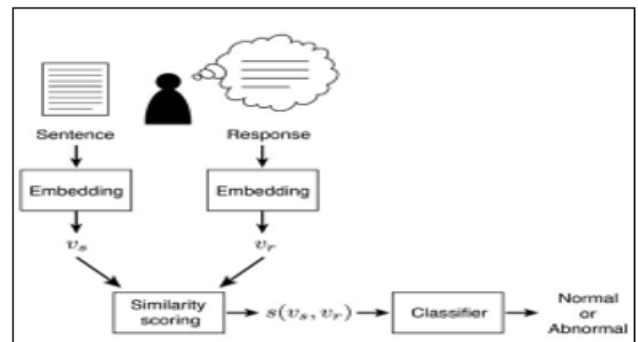 Sentence
Response
Embedding
Embedding
v_s
v_r
Similarity
scoring
s(v_s, v_r)
Classifier
Normal
or
Abnormal